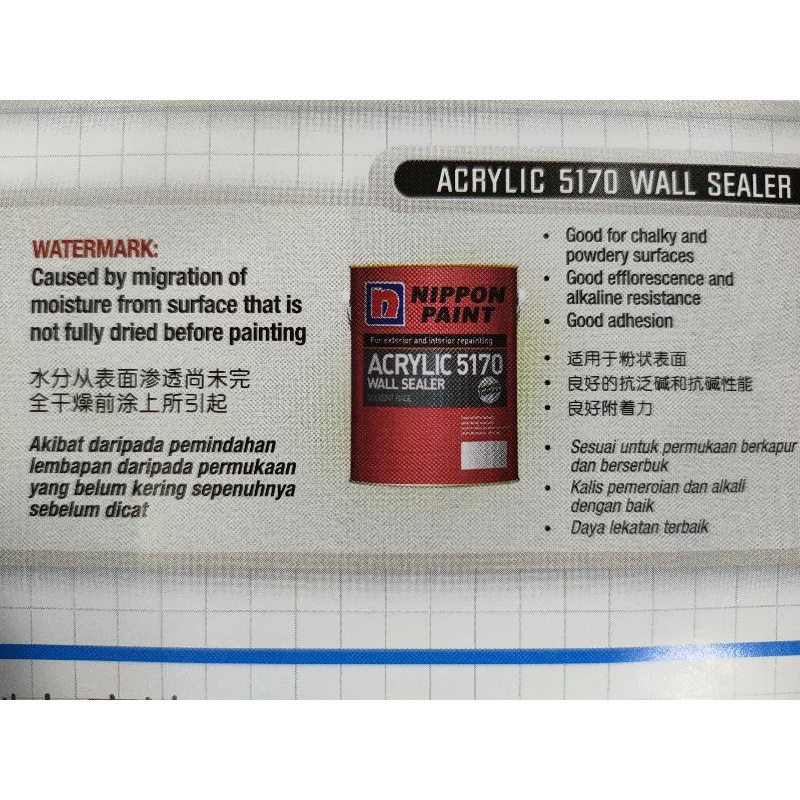 ACRYLIC 5170 WALL SEALER
WATERMARK:
Caused by migration of
moisture from surface that is
not fully dried before painting
水分从表面渗透尚未完
全干燥前涂上所引起
Akibat daripada pemindahan
lembapan daripada permukaan
yang belum kering sepenuhnya
sebelum dicat
n NIPPON
PAINT
For exterior and interior repainting
ACRYLIC 5170
WALL SEALER
SOLVENT BASE
• Good for chalky and
powdery surfaces
• Good efflorescence and
alkaline resistance
• Good adhesion
• 适用于粉状表面
• 良好的抗泛碱和抗碱性能
• 良好附着力
• Sesuai untuk permukaan berkapur
dan berserbuk
• Kalis pemeroian dan alkali
dengan baik
• Daya lekatan terbaik